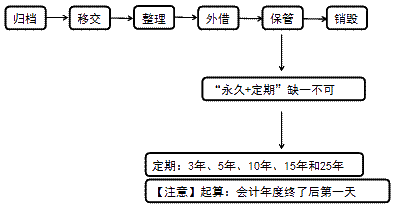 归档 移交 整理 外借 保管 销毁
“永久+定期”缺一不可
定期：3年、5年、10年、15年和25年
【注意】起算：会计年度终了后第一天